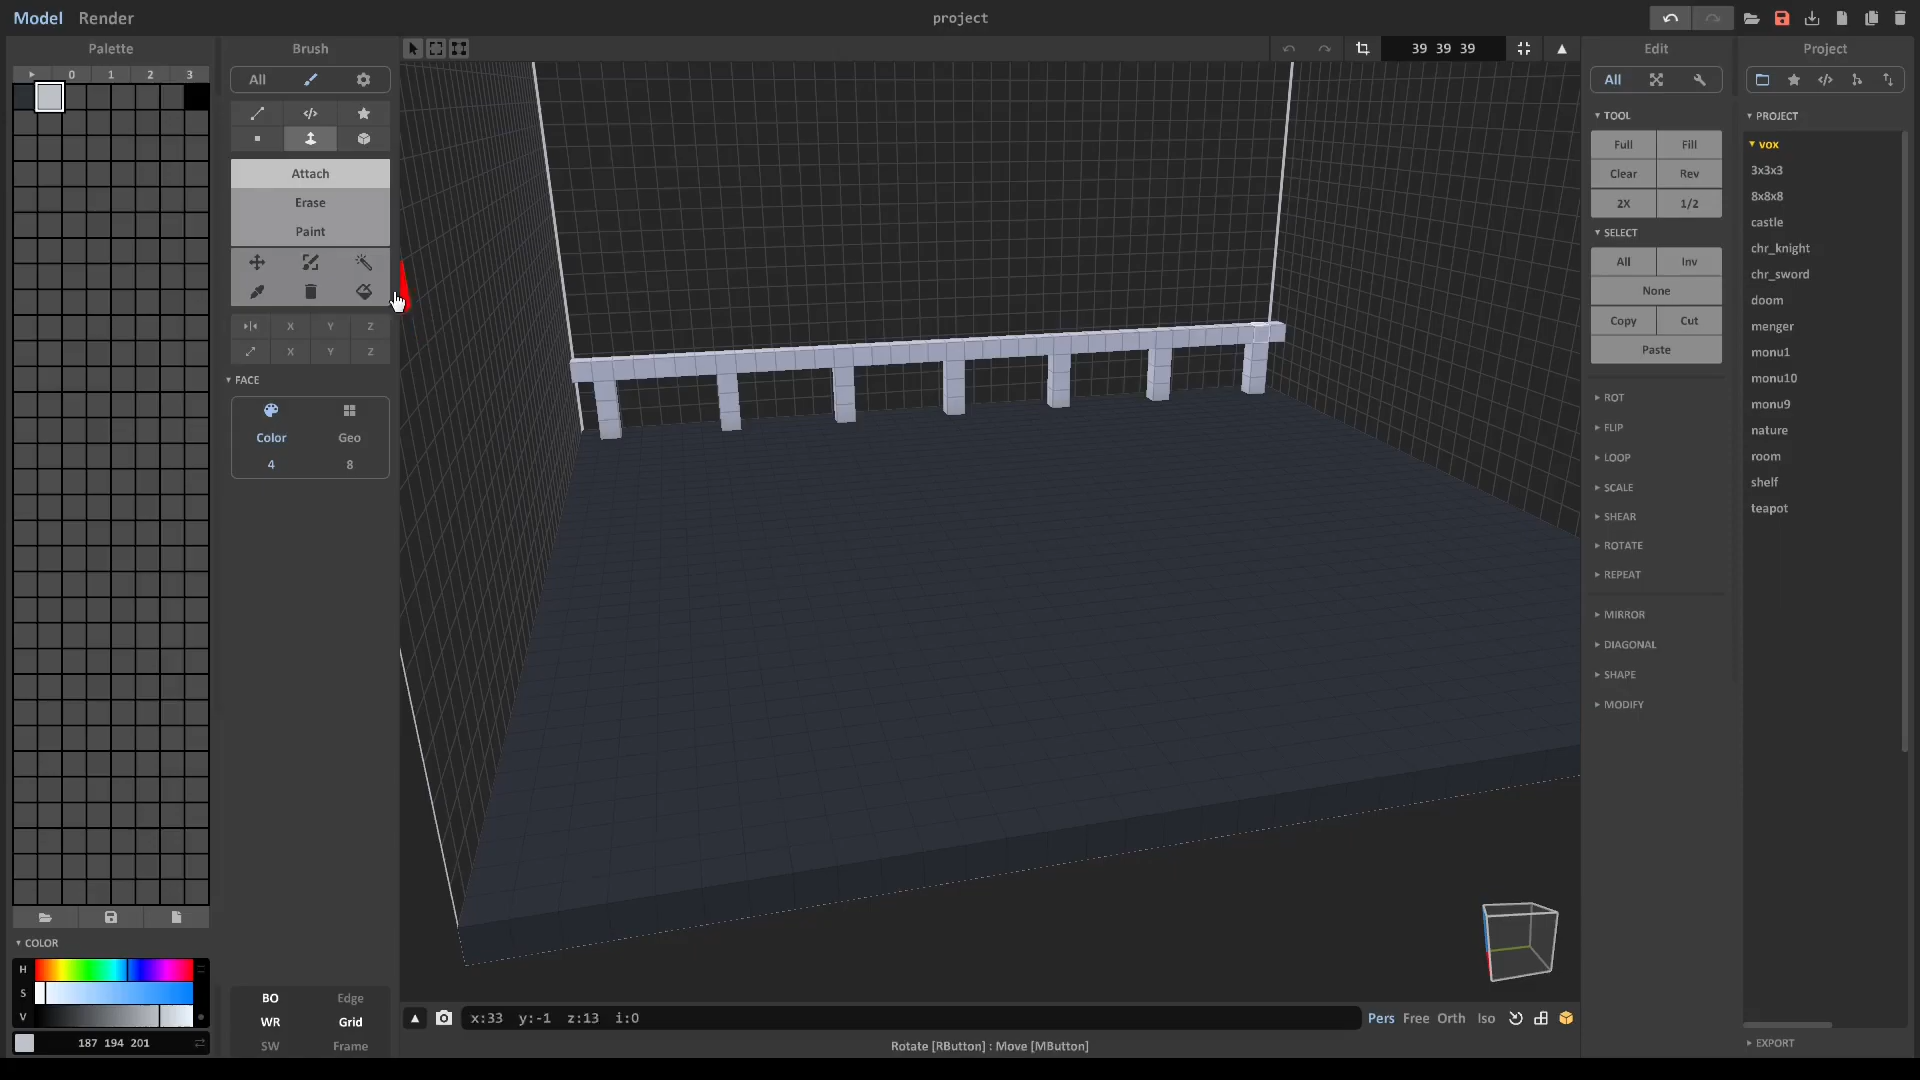 Model Render project
Palette Brush 39 39 39 Edit Project
0 1 2 3
All
All
TOOL
PROJECT
Full Fill
vox
Attach
Clear Rev
3x3x3
8x8x8
Erase
2X 1/2
castle
Paint
SELECT
chr_knight
All Inv
chr_sword
None
doom
Copy Cut
menger
X Y Z
Paste
monu1
X Y Z
FACE
monu10
ROT
monu9
Color Geo
FLIP
nature
4 8
LOOP
room
SCALE
shelf
SHEAR
teapot
ROTATE
REPEAT
MIRROR
DIAGONAL
SHAPE
MODIFY
COLOR
H
S
V
187 194 201
BO Edge
WR Grid
SW Frame
x:33 y:-1 z:13 i:0
Pers Free Orth Iso
Rotate [RButton] : Move [MButton]
EXPORT